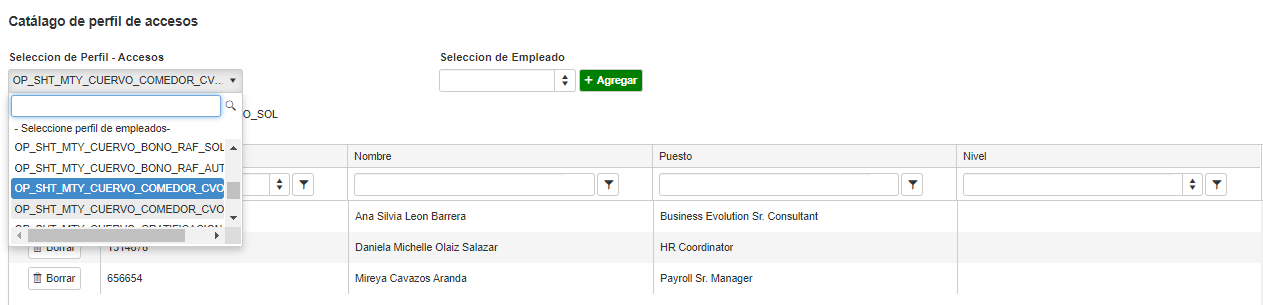 Catálago de perfil de accesos
Seleccion de Perfil - Accesos
Seleccion de Empleado
OP_SHT_MTY_CUERVO_COMEDOR_CV...
+ Agregar
- Seleccione perfil de empleados-
O_SOL
OP_SHT_MTY_CUERVO_BONO_RAF_SOL
OP_SHT_MTY_CUERVO_BONO_RAF_AUT
OP_SHT_MTY_CUERVO_COMEDOR_CVO
OP_SHT_MTY_CUERVO_COMEDOR_CVO
Nombre
Puesto
Nivel
Ana Silvia Leon Barrera
Business Evolution Sr. Consultant
Borrar
Daniela Michelle Olaiz Salazar
HR Coordinator
Borrar
656654
Mireya Cavazos Aranda
Payroll Sr. Manager